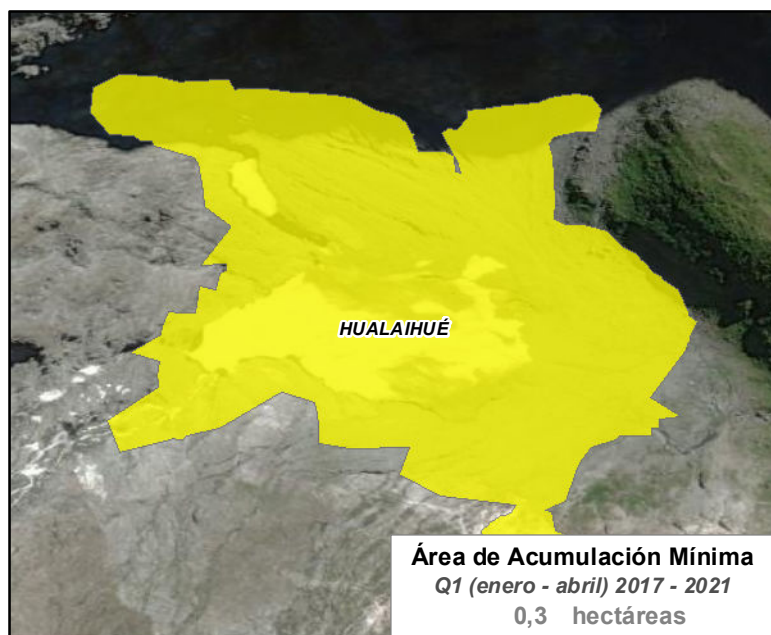 HUALAIHUÉ
Área de Acumulación Mínima
Q1 (enero - abril) 2017 - 2021
0,3 hectáreas